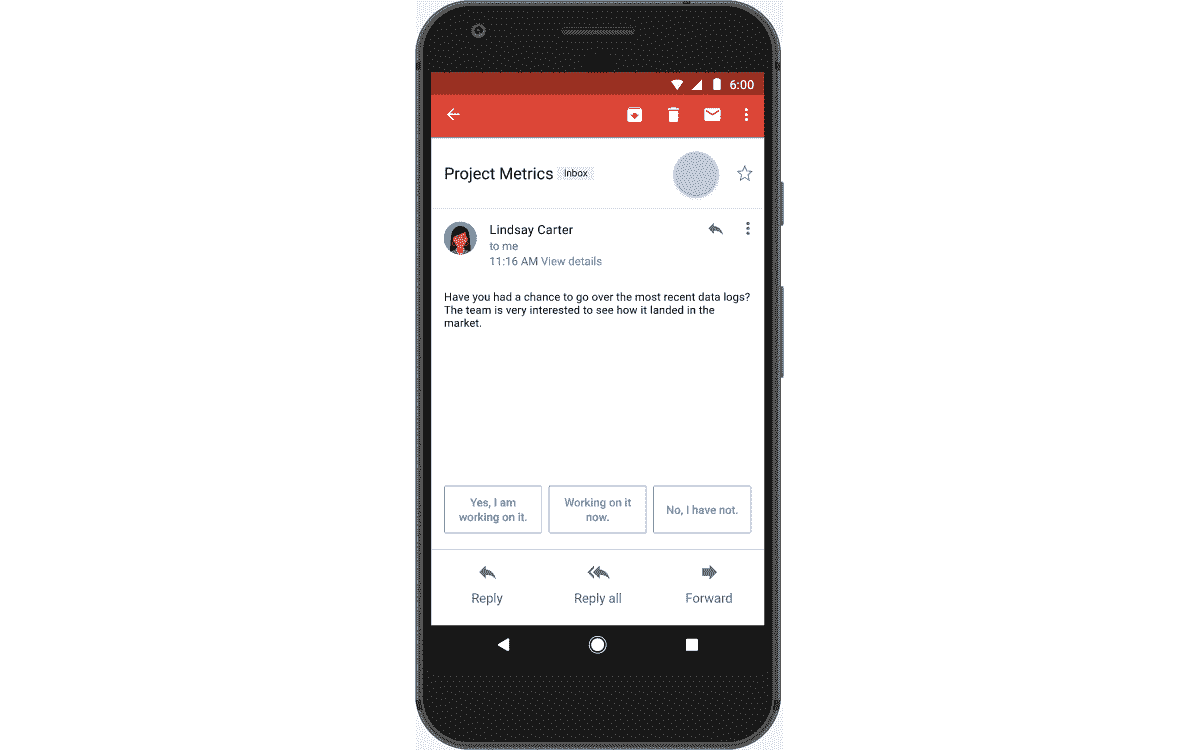 6:00
Project Metrics Inbox
Lindsay Carter
to me
11:16 AM View details
Have you had a chance to go over the most recent data logs?
The team is very interested to see how it landed in the
market.
Yes, I am
working on it.
Working on it
now.
No, I have not.
Reply
Reply all
Forward